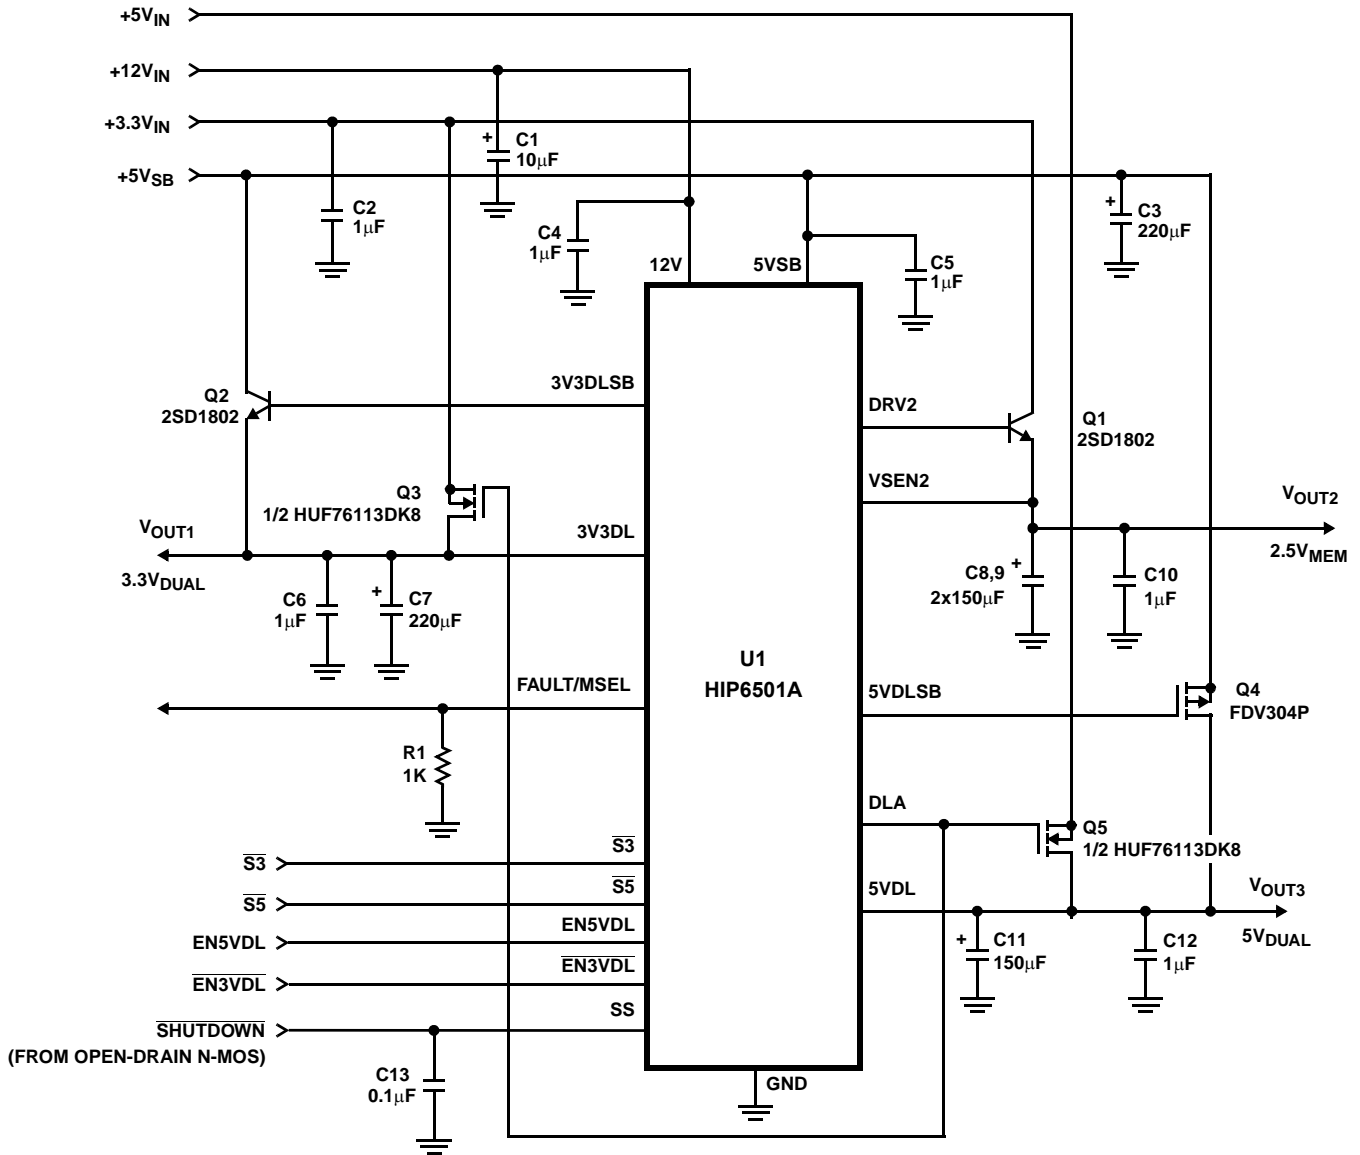 +5VIN
+12VIN
+3.3VIN
+5VSB
+
C1
10μF
C2
1μF
C4
1μF
12V
5VSB
C5
1μF
+
C3
220μF
Q2
2SD1802
3V3DLSB
DRV2
Q1
2SD1802
VSEN2
Q3
1/2 HUF76113DK8
VOUT1
3.3VDUAL
3V3DL
VOUT2
2.5VMEM
C6
1μF
+
C7
220μF
C8,9
2x150μF
+
C10
1μF
U1
HIP6501A
FAULT/MSEL
5VDLSB
Q4
FDV304P
R1
1K
DLA
Q5
1/2 HUF76113DK8
S3
S3
S5
S5
EN5VDL
EN5VDL
EN3VDL
EN3VDL
SHUTDOWN
(FROM OPEN-DRAIN N-MOS)
SS
5VDL
VOUT3
5VDUAL
+
C11
150μF
C12
1μF
C13
0.1μF
GND